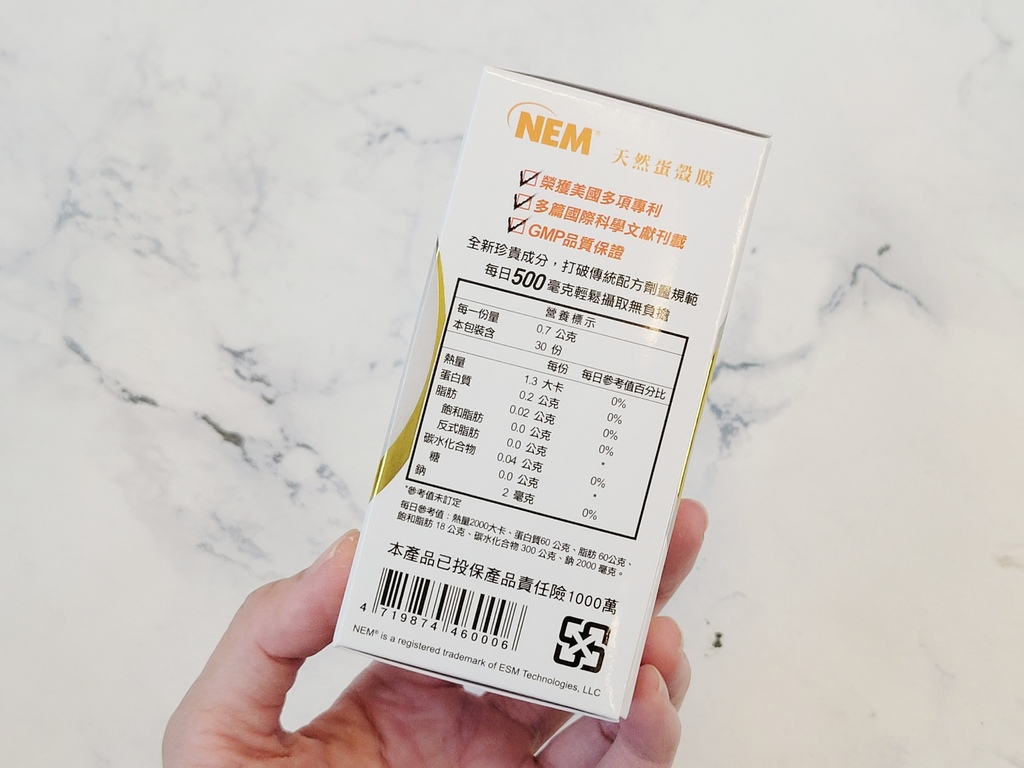 NEM® 天然蛋殼膜
榮獲美國多項專利
多篇國際科學文獻刊載
GMP品質保證
全新珍貴成分，打破傳統配方劑量規範
每日500毫克輕鬆攝取無負擔
營養標示
每一份量 0.7 公克
本包裝含 30 份
每份 每日參考值百分比
熱量 1.3 大卡 0%
蛋白質 0.2 公克 0%
脂肪 0.02 公克 0%
飽和脂肪 0.0 公克 0%
反式脂肪 0.0 公克 *
碳水化合物 0.04 公克 0%
糖 0.0 公克 *
鈉 2 毫克 0%
*參考值未訂定
每日參考值：熱量2000大卡、蛋白質60 公克、脂肪 60公克、
飽和脂肪 18 公克、碳水化合物 300 公克、鈉 2000 毫克。
本產品已投保產品責任險1000萬
4 719874 460006
NEM® is a registered trademark of ESM Technologies, LLC